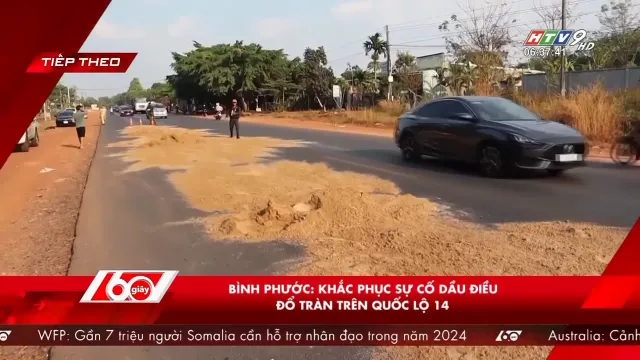 TIẾP THEO
HTV9 HD
06:37:41
60 giây
BÌNH PHƯỚC: KHẮC PHỤC SỰ CỐ DẦU ĐIỀU
ĐỔ TRÀN TRÊN QUỐC LỘ 14
WFP: Gần 7 triệu người Somalia cần hỗ trợ nhân đạo trong năm 2024
60
Australia: Cảnh